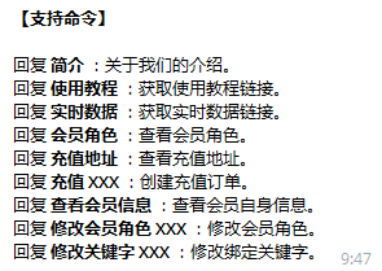 【支持命令】
回复 简介 ：关于我们的介绍。
回复 使用教程 ：获取使用教程链接。
回复 实时数据 ：获取实时数据链接。
回复 会员角色 ：查看会员角色。
回复 充值地址 ：查看充值地址。
回复 充值 XXX ：创建充值订单。
回复 查看会员信息 ：查看会员自身信息。
回复 修改会员角色 XXX ：修改会员角色。
回复 修改关键字 XXX ：修改绑定关键字。 9:47